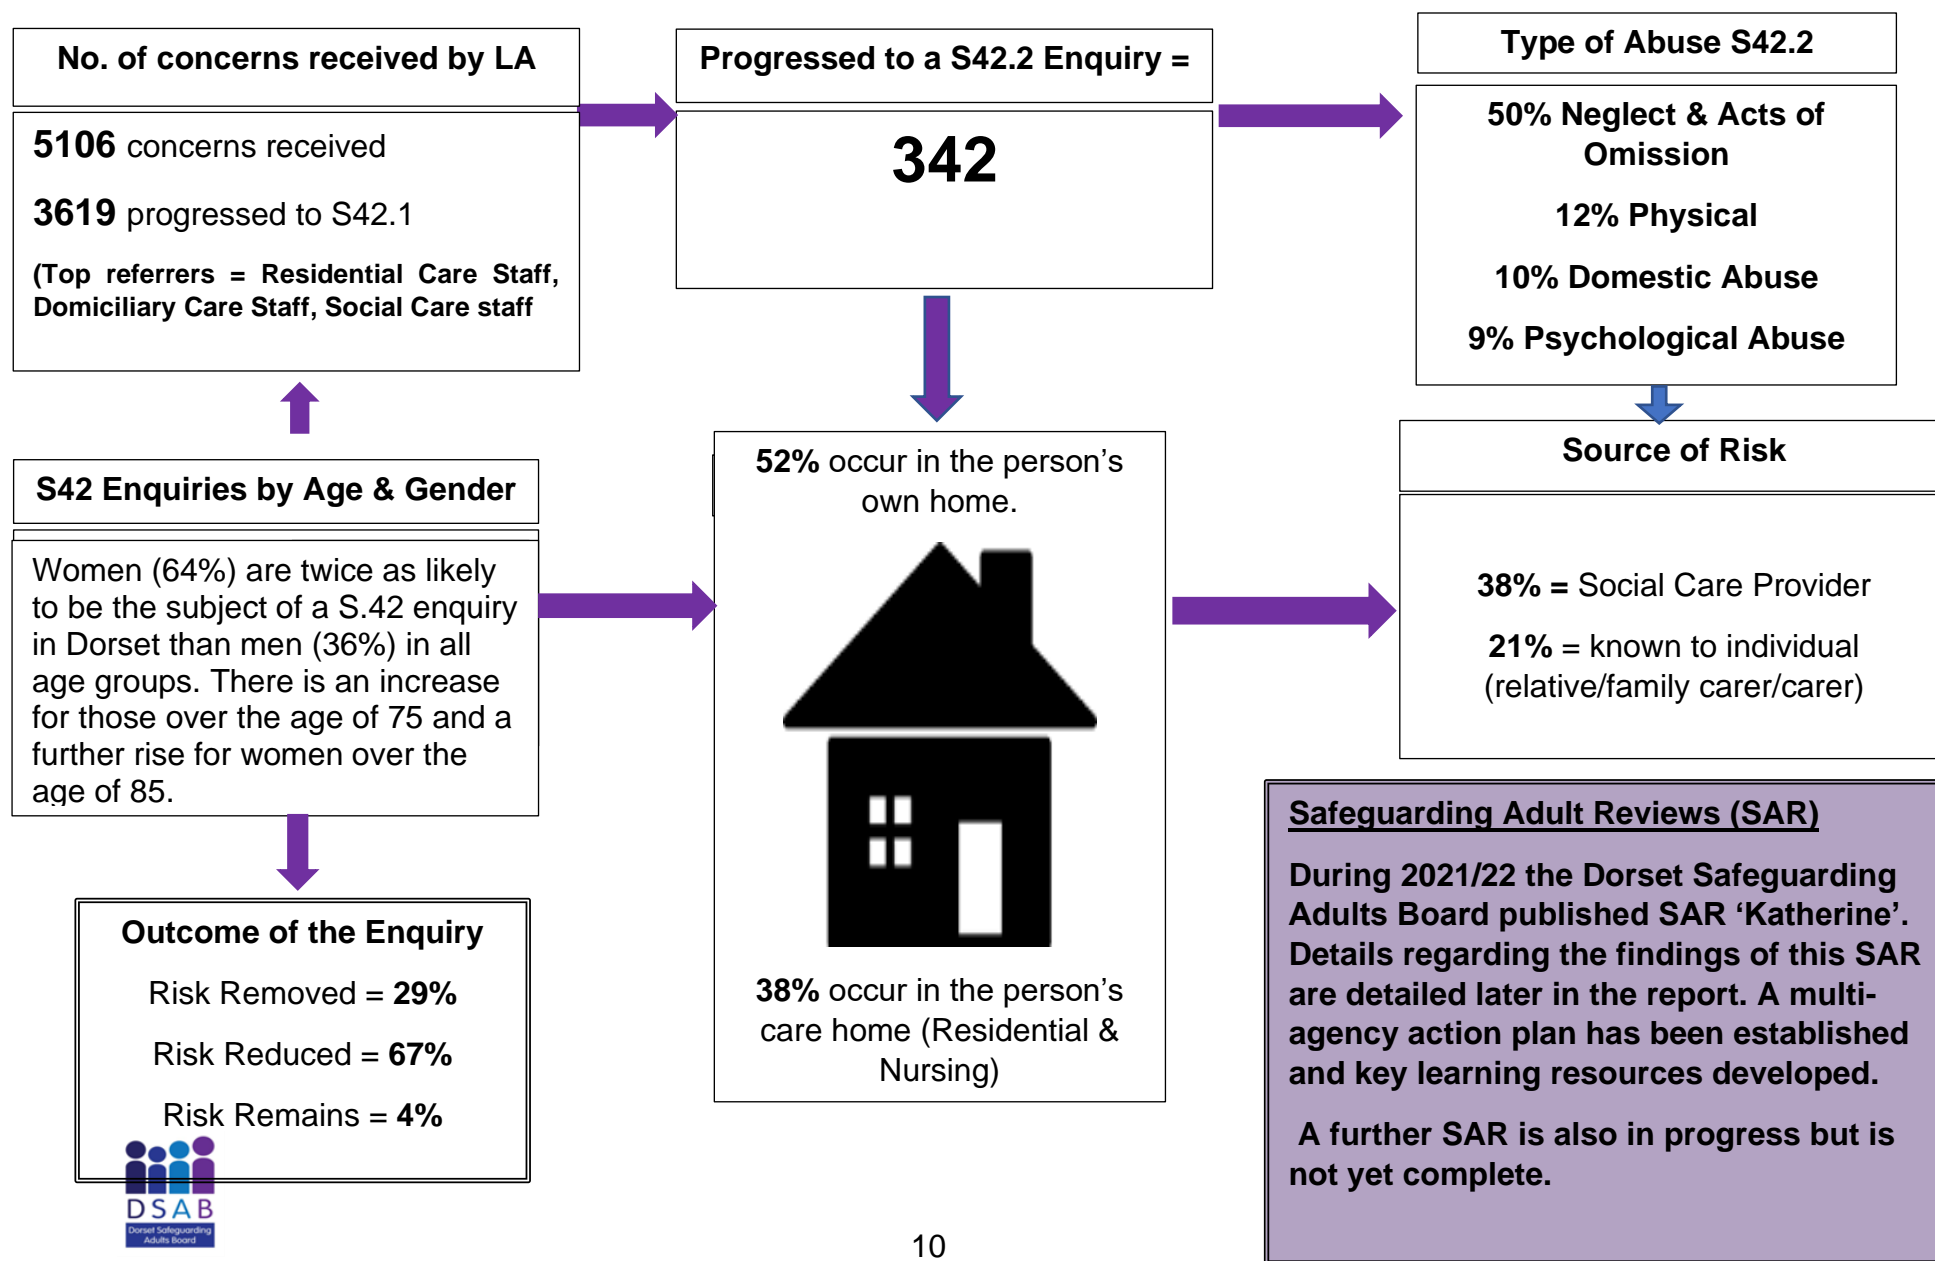 No. of concerns received by LA
5106 concerns received
3619 progressed to S42.1
(Top referrers = Residential Care Staff,
Domiciliary Care Staff, Social Care staff
Progressed to a S42.2 Enquiry =
342
Type of Abuse S42.2
50% Neglect & Acts of
Omission
12% Physical
10% Domestic Abuse
9% Psychological Abuse
S42 Enquiries by Age & Gender
Women (64%) are twice as likely
to be the subject of a S.42 enquiry
in Dorset than men (36%) in all
age groups. There is an increase
for those over the age of 75 and a
further rise for women over the
age of 85.
52% occur in the person's
own home.
38% occur in the person's
care home (Residential &
Nursing)
Source of Risk
38% = Social Care Provider
21% = known to individual
(relative/family carer/carer)
Outcome of the Enquiry
Risk Removed = 29%
Risk Reduced = 67%
Risk Remains = 4%
Safeguarding Adult Reviews (SAR)
During 2021/22 the Dorset Safeguarding
Adults Board published SAR ‘Katherine’.
Details regarding the findings of this SAR
are detailed later in the report. A multi-
agency action plan has been established
and key learning resources developed.
A further SAR is also in progress but is
not yet complete.
DSAB
Dorset Safeguarding
Adults Board
10